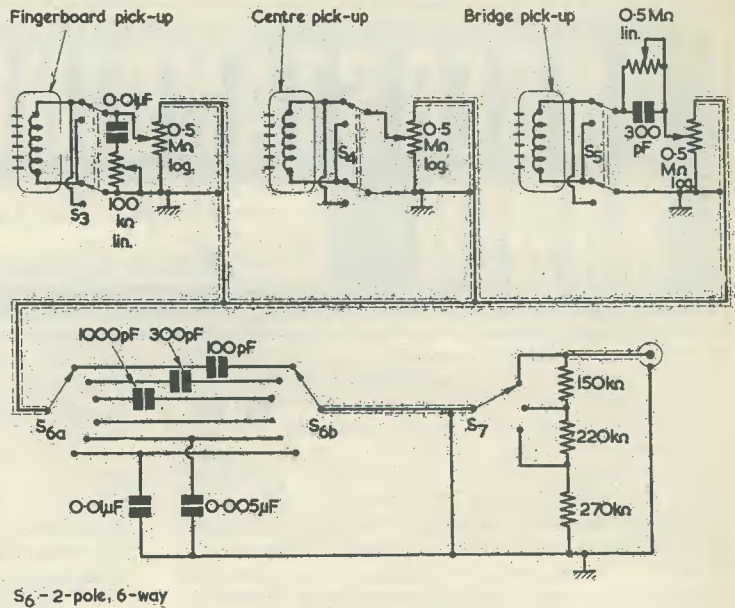 Fingerboard pick-up
Centre pick-up
Bridge pick-up
0·5MΩ
lin.
0·01µF
0·5
MΩ
log.
S4
0·5
MΩ
log.
300
pF
S5
0·5
MΩ
log.
S3
100
kΩ
lin.
1000pF
300pF
100pF
150kΩ
S6a
S6b
S7
220kΩ
0·01µF
0·005µF
270kΩ
S6 - 2-pole, 6-way